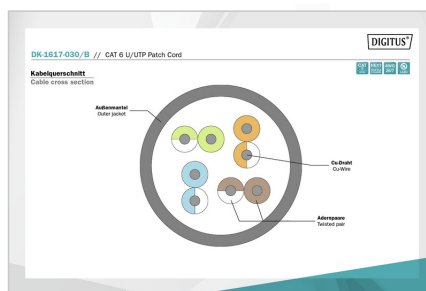 DIGITUS®
DK-1617-030/B // CAT 6 U/UTP Patch Cord
Kabelquerschnitt
Cable cross section
Außenmantel
Outer jacket
Cu-Draht
Cu-Wire
Adernpaare
Twisted pair